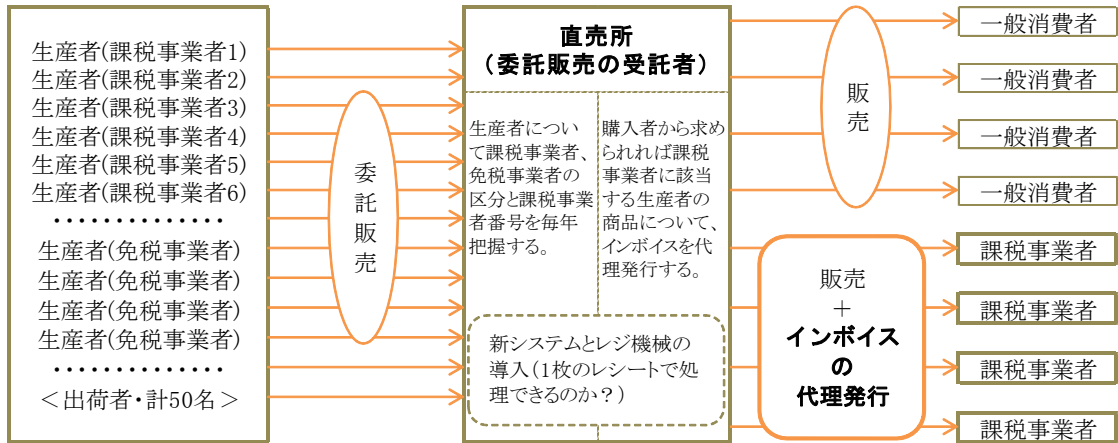 生産者(課税事業者1)
生産者(課税事業者2)
生産者(課税事業者3)
生産者(課税事業者4)
生産者(課税事業者5)
生産者(課税事業者6)
・・・・・・・・・・・・・・
生産者(免税事業者)
生産者(免税事業者)
生産者(免税事業者)
生産者(免税事業者)
・・・・・・・・・・・・・・
＜出荷者・計50名＞
委託販売
直売所
（委託販売の受託者）
生産者につい
て課税事業者、
免税事業者の
区分と課税事業
者番号を毎年
把握する。
購入者から求め
られれば課税
事業者に該当
する生産者の
商品について、
インボイスを代
理発行する。
新システムとレジ機械の
導入(1枚のレシートで処
理できるのか？)
販売
販売
＋
インボイス
の
代理発行
一般消費者
一般消費者
一般消費者
一般消費者
課税事業者
課税事業者
課税事業者
課税事業者